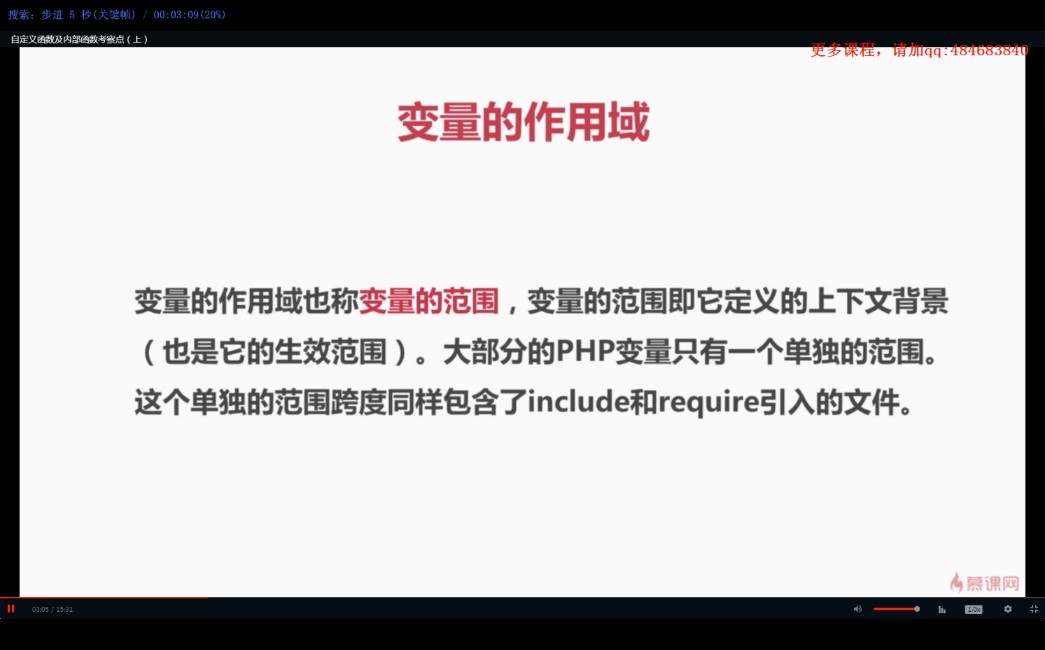 搜索: 步进 5 秒(关键帧) / 00:03:09(20%)
自定义函数及内部函数考察点（上）
更多课程，请加qq:484683840
变量的作用域
变量的作用域也称变量的范围，变量的范围即它定义的上下文背景
（也是它的生效范围）。大部分的PHP变量只有一个单独的范围。
这个单独的范围跨度同样包含了include和require引入的文件。
慕课网
03:05 / 15:31
1.0x